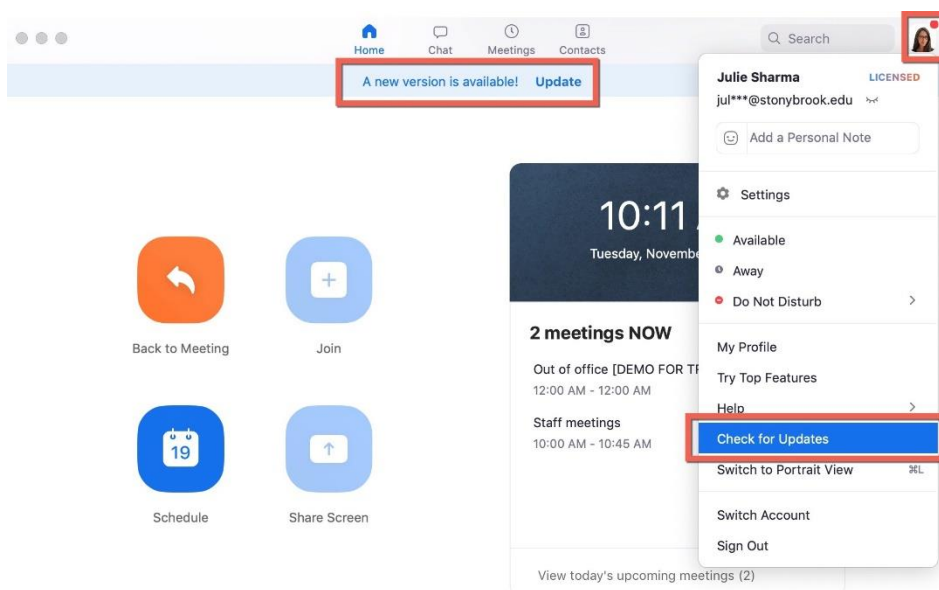 Home Chat Meetings Contacts
Search
A new version is available! Update
Julie Sharma LICENSED
jul***@stonybrook.edu
Add a Personal Note
Settings
Available
Away
Do Not Disturb
My Profile
Try Top Features
Help
Check for Updates
Switch to Portrait View ⌘L
Switch Account
Sign Out
10:11
Tuesday, Novembe
Back to Meeting
Join
19
Schedule
Share Screen
2 meetings NOW
Out of office [DEMO FOR TR
12:00 AM - 12:00 AM
Staff meetings
10:00 AM - 10:45 AM
View today's upcoming meetings (2)